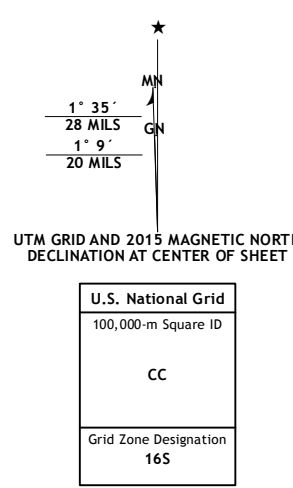 ★
MN
1° 35´
28 MILS
GN
1° 9´
20 MILS
UTM GRID AND 2015 MAGNETIC NORT
DECLINATION AT CENTER OF SHEET
U.S. National Grid
100,000-m Square ID
CC
Grid Zone Designation
16S